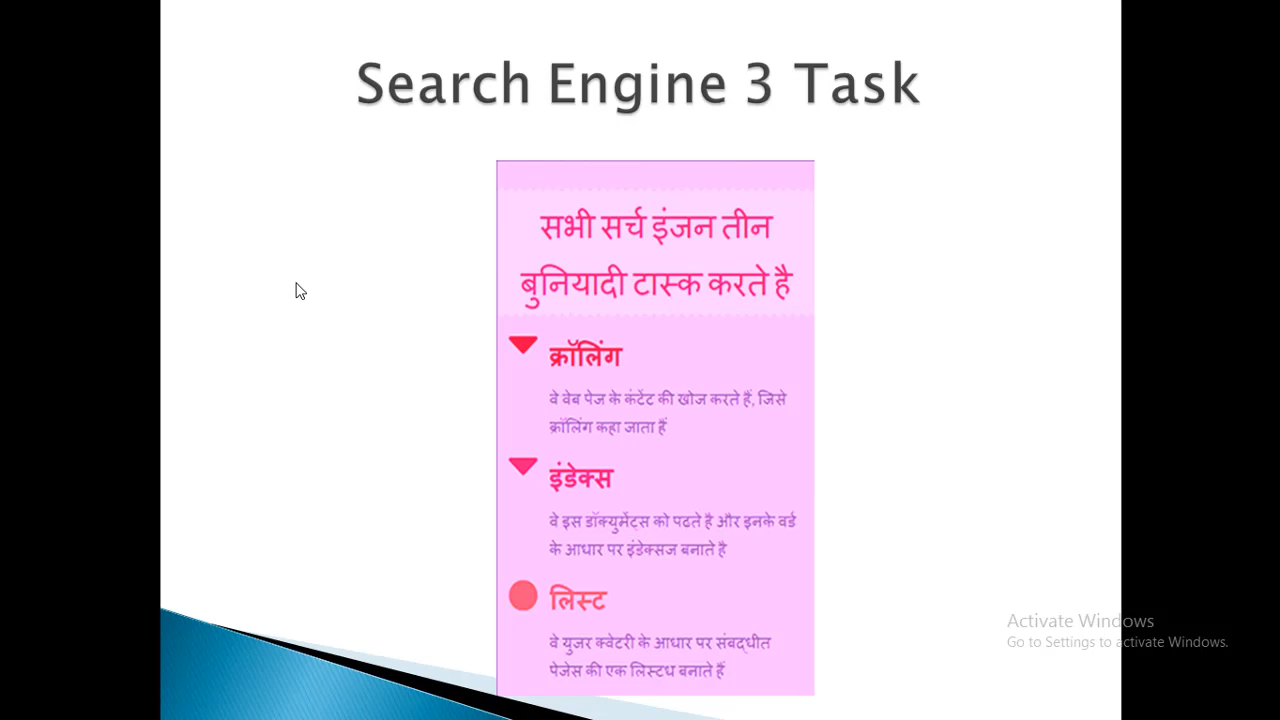 Search Engine 3 Task
सभी सर्च इंजन तीन
बुनियादी टास्क करते है
क्रॉलिंग
वे वेब पेज के कंटेंट की खोज करते हैं, जिसे
क्रॉलिंग कहा जाता हैं
इंडेक्स
वे इस डॉक्युमेंट्स को पढते है और इनके वर्ड
के आधार पर इंडेक्सज बनाते है
लिस्ट
वे युजर क्वेटरी के आधार पर संबद्धीत
पेजेस की एक लिस्टध बनाते हैं
Activate Windows
Go to Settings to activate Windows.